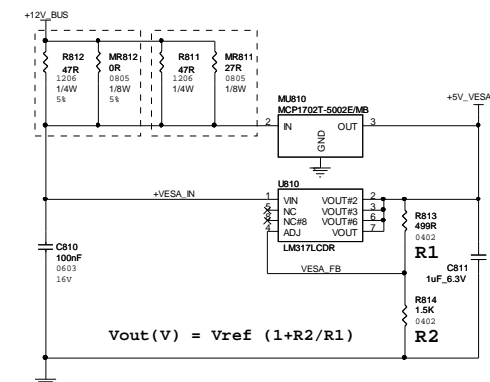 +12V_BUS
R812
47R
1206
1/4W
5%
MR812
0R
0805
1/8W
5%
R811
47R
1206
1/4W
MR811
27R
0805
1/8W
MU810
MCP1702T-5002E/MB
2
IN
OUT
3
GND
+5V_VESA
U810
+VESA_IN
1
VIN
VOUT#2
2
5
NC
VOUT#3
3
8
NC#8
VOUT#6
6
4
ADJ
VOUT
7
LM317LCDR
VESA_FB
R813
499R
0402
R1
C810
100nF
0603
16V
C811
1uF_6.3V
R814
1.5K
0402
R2
Vout(V) = Vref (1+R2/R1)